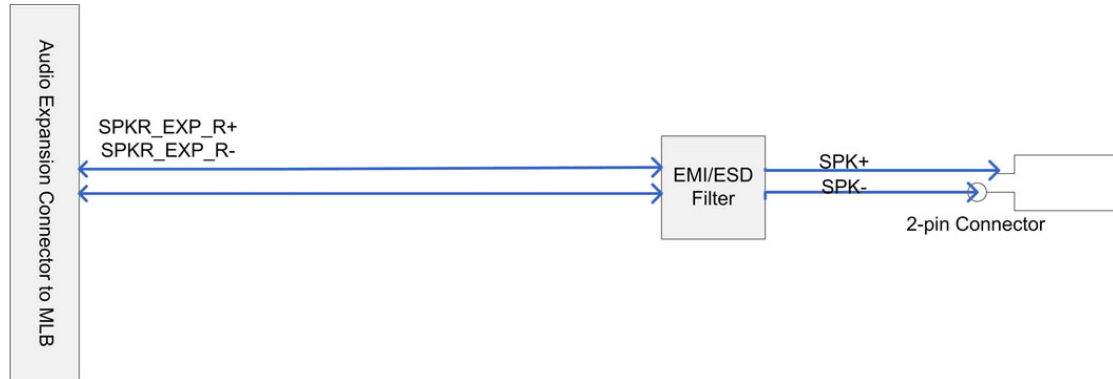 Audio Expansion Connector to MLB
SPKR_EXP_R+
SPKR_EXP_R-
EMI/ESD
Filter
SPK+
SPK-
2-pin Connector